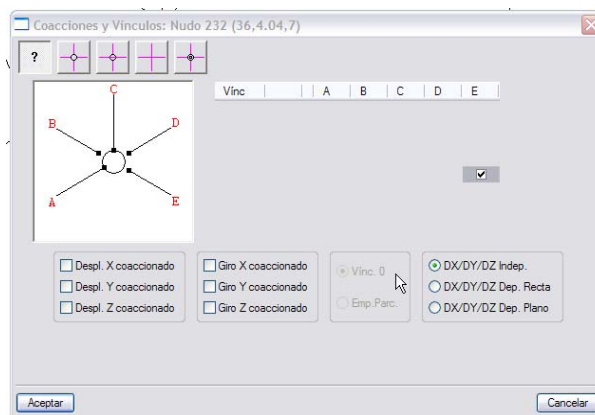 Coacciones y Vínculos: Nudo 232 (36,4.04,7)
?
Vínc A B C D E
C
B D
A E
Despl. X coaccionado
Despl. Y coaccionado
Despl. Z coaccionado
Giro X coaccionado
Giro Y coaccionado
Giro Z coaccionado
Vínc. 0
Emp.Parc.
DX/DY/DZ Indep.
DX/DY/DZ Dep. Recta
DX/DY/DZ Dep. Plano
Aceptar Cancelar